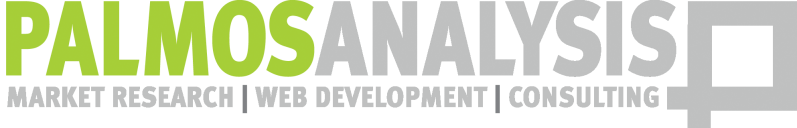 PALMOSANALYSIS
MARKET RESEARCH | WEB DEVELOPMENT | CONSULTING